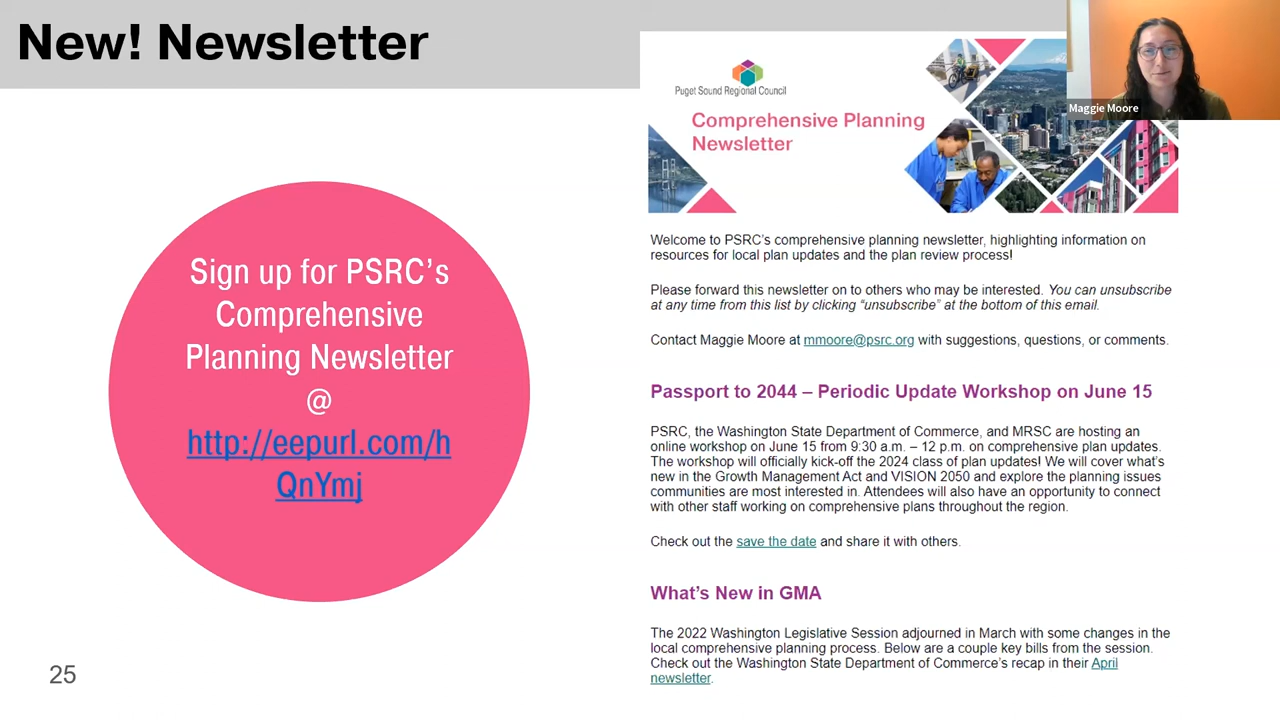 New! Newsletter
Maggie Moore
Puget Sound Regional Council
Comprehensive Planning
Newsletter
Sign up for PSRC's
Comprehensive
Planning Newsletter
@
http://eepurl.com/h
QnYmj
Welcome to PSRC's comprehensive planning newsletter, highlighting information on
resources for local plan updates and the plan review process!
Please forward this newsletter on to others who may be interested. You can unsubscribe
at any time from this list by clicking "unsubscribe" at the bottom of this email.
Contact Maggie Moore at mmoore@psrc.org with suggestions, questions, or comments.
Passport to 2044 – Periodic Update Workshop on June 15
PSRC, the Washington State Department of Commerce, and MRSC are hosting an
online workshop on June 15 from 9:30 a.m. – 12 p.m. on comprehensive plan updates.
The workshop will officially kick-off the 2024 class of plan updates! We will cover what's
new in the Growth Management Act and VISION 2050 and explore the planning issues
communities are most interested in. Attendees will also have an opportunity to connect
with other staff working on comprehensive plans throughout the region.
Check out the save the date and share it with others.
What's New in GMA
The 2022 Washington Legislative Session adjourned in March with some changes in the
local comprehensive planning process. Below are a couple key bills from the session.
Check out the Washington State Department of Commerce's recap in their April
newsletter.
25